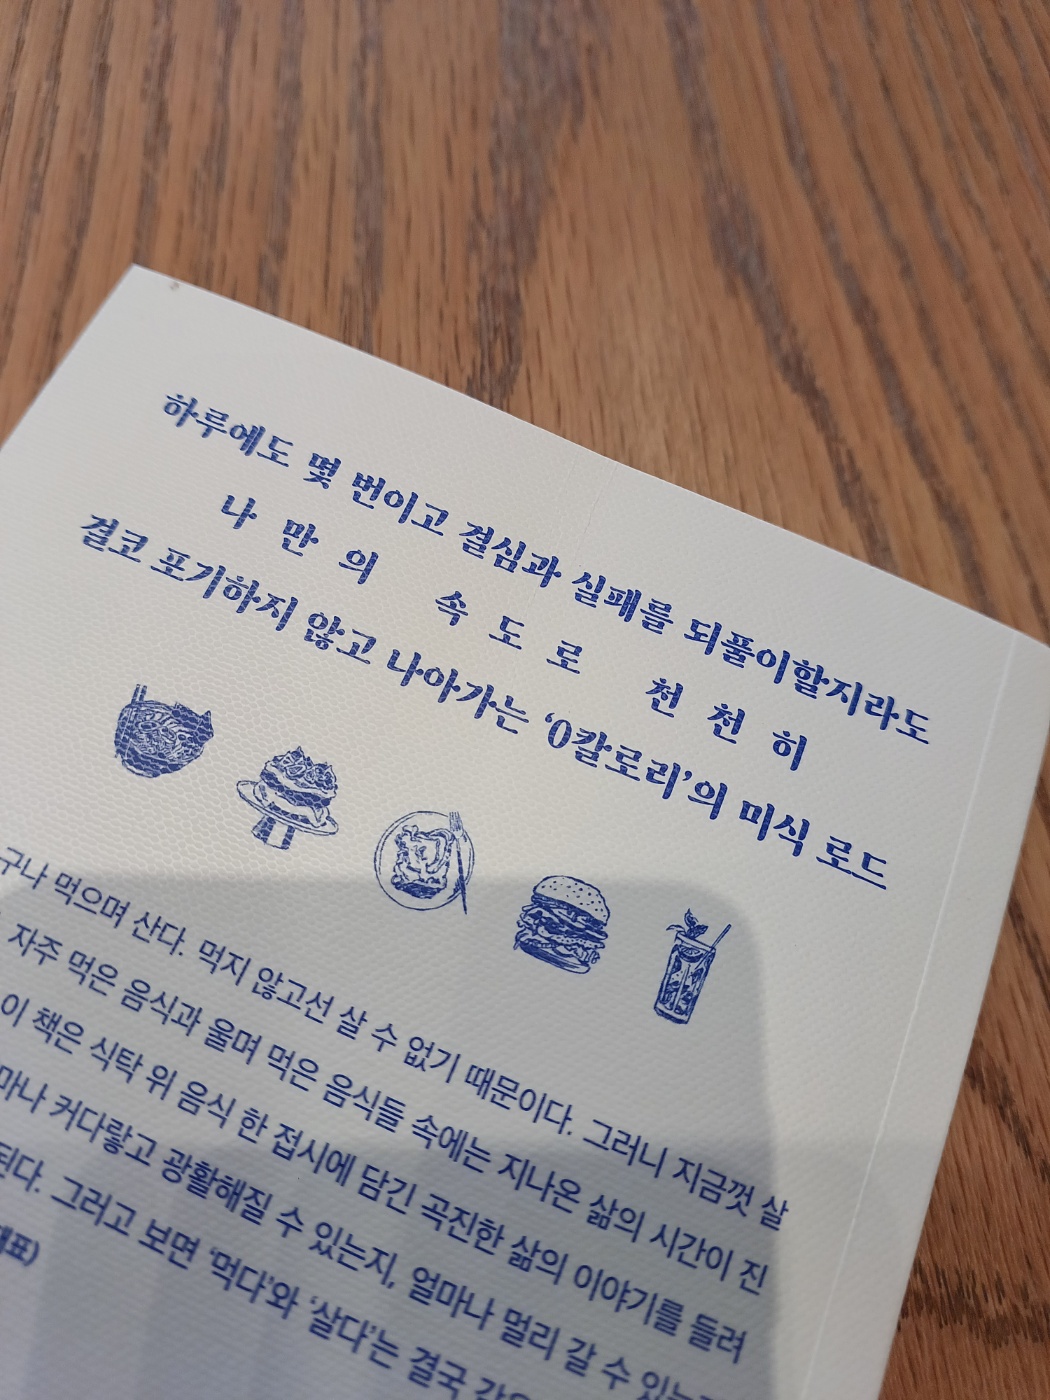 하루에도 몇 번이고 결심과 실패를 되풀이할지라도
나만의 속도로 천천히
결코 포기하지 않고 나아가는 ‘0칼로리’의 미식 로드
구나 먹으며 산다. 먹지 않고선 살 수 없기 때문이다. 그러니 지금껏 살
자주 먹은 음식과 울며 먹은 음식들 속에는 지나온 삶의 시간이 진
이 책은 식탁 위 음식 한 접시에 담긴 곡진한 삶의 이야기를 들려
마나 커다랗고 광활해질 수 있는지, 얼마나 멀리 갈 수 있는
된다. 그러고 보면 ‘먹다’와 ‘살다’는 결국
대표)